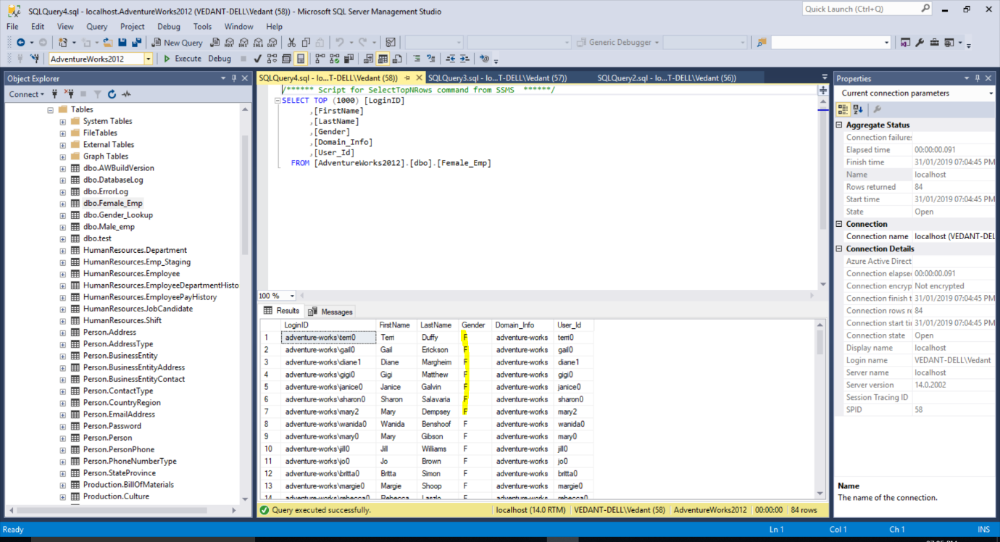 SQLQuery4.sql - localhost.AdventureWorks2012 (VEDANT-DELL\Vedant (58)) - Microsoft SQL Server Management Studio
Quick Launch (Ctrl+Q)
File Edit View Query Project Debug Tools Window Help
New Query
Generic Debugger
AdventureWorks2012 Execute Debug
Object Explorer
Connect
Tables
System Tables
FileTables
External Tables
Graph Tables
dbo.AWBuildVersion
dbo.DatabaseLog
dbo.ErrorLog
dbo.Female_Emp
dbo.Gender_Lookup
dbo.Male_emp
dbo.test
HumanResources.Department
HumanResources.Emp_Staging
HumanResources.Employee
HumanResources.EmployeeDepartmentHisto
HumanResources.EmployeePayHistory
HumanResources.JobCandidate
HumanResources.Shift
Person.Address
Person.AddressType
Person.BusinessEntity
Person.BusinessEntityAddress
Person.BusinessEntityContact
Person.ContactType
Person.CountryRegion
Person.EmailAddress
Person.Password
Person.Person
Person.PersonPhone
Person.PhoneNumberType
Person.StateProvince
Production.BillOfMaterials
Production.Culture
SQLQuery4.sql - lo...T-DELL\Vedant (58)) SQLQuery3.sql - lo...T-DELL\Vedant (57)) SQLQuery2.sql - lo...T-DELL\Vedant (56))
/****** Script for SelectTopNRows command from SSMS ******/
SELECT TOP (1000) [LoginID]
,[FirstName]
,[LastName]
,[Gender]
,[Domain_Info]
,[User_Id]
FROM [AdventureWorks2012].[dbo].[Female_Emp]
100 %
Results Messages
LoginID FirstName LastName Gender Domain_Info User_Id
1 adventure-works\terri0 Terri Duffy F adventure-works terri0
2 adventure-works\gail0 Gail Erickson F adventure-works gail0
3 adventure-works\diane1 Diane Margheim F adventure-works diane1
4 adventure-works\gigi0 Gigi Matthew F adventure-works gigi0
5 adventure-works\janice0 Janice Galvin F adventure-works janice0
6 adventure-works\sharon0 Sharon Salavaria F adventure-works sharon0
7 adventure-works\mary2 Mary Dempsey F adventure-works mary2
8 adventure-works\wanida0 Wanida Benshoof F adventure-works wanida0
9 adventure-works\mary0 Mary Gibson F adventure-works mary0
10 adventure-works\jill0 Jill Williams F adventure-works jill0
11 adventure-works\jo0 Jo Brown F adventure-works jo0
12 adventure-works\britta0 Britta Simon F adventure-works britta0
13 adventure-works\margie0 Margie Shoop F adventure-works margie0
14 adventure-works\rebecca0 Rebecca Laszlo F adventure-works rebecca0
Query executed successfully. localhost (14.0 RTM) VEDANT-DELL\Vedant (58) AdventureWorks2012 00:00:00 84 rows
Properties
Current connection parameters
Aggregate Status
Connection failures
Elapsed time 00:00:00.091
Finish time 31/01/2019 07:04:45 PM
Name localhost
Rows returned 84
Start time 31/01/2019 07:04:45 PM
State Open
Connection
Connection name localhost (VEDANT-DEL
Connection Details
Azure Active Direct
Connection elapse 00:00:00.091
Connection encryp Not encrypted
Connection finish t 31/01/2019 07:04:45 PM
Connection rows re 84
Connection start ti 31/01/2019 07:04:45 PM
Connection state Open
Display name localhost
Login name VEDANT-DELL\Vedant
Server name localhost
Server version 14.0.2002
Session Tracing ID
SPID 58
Name
The name of the connection.
Ready Ln 1 Col 1 Ch 1 INS